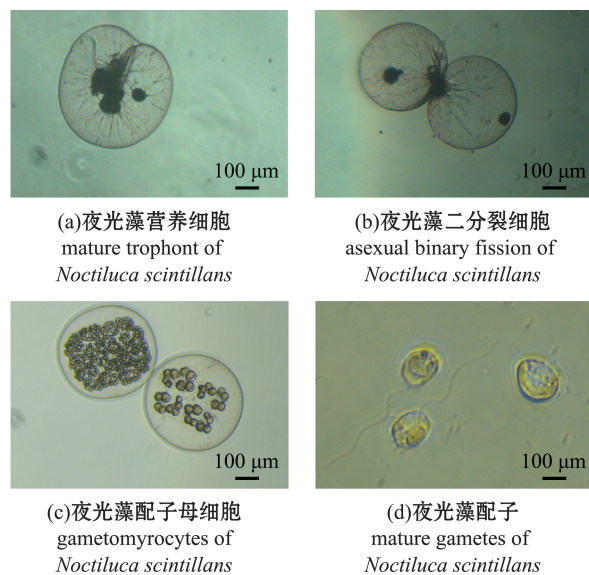 100 μm
100 μm
(a)夜光藻营养细胞
mature trophont of
Noctiluca scintillans
(b)夜光藻二分裂细胞
asexual binary fission of
Noctiluca scintillans
100 μm
100 μm
(c)夜光藻配子母细胞
gametomyrocytes of
Noctiluca scintillans
(d)夜光藻配子
mature gametes of
Noctiluca scintillans